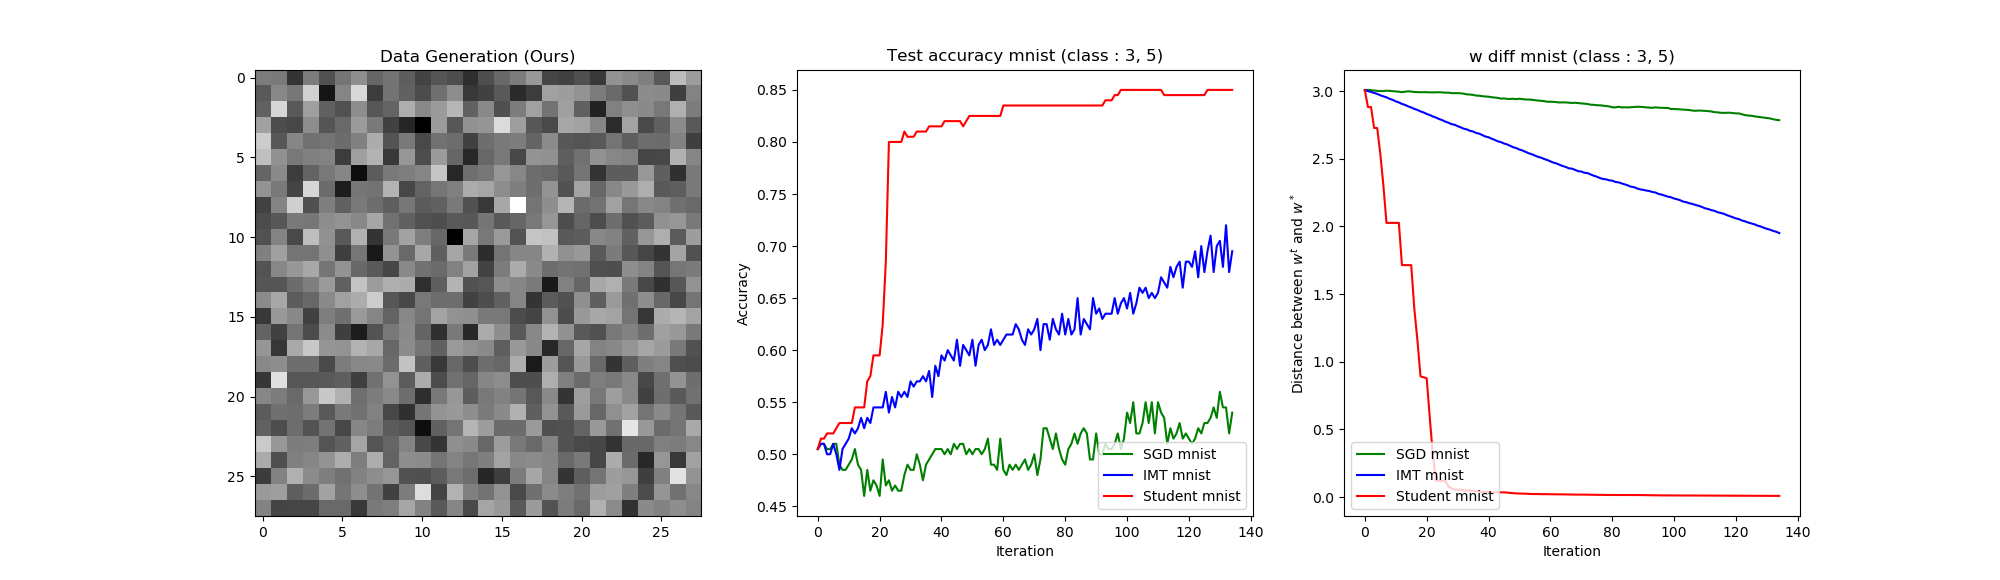 Data Generation (Ours)
0
5
10
15
20
25
0 5 10 15 20 25
Test accuracy mnist (class : 3, 5)
Accuracy
0.85
0.80
0.75
0.70
0.65
0.60
0.55
0.50
0.45
SGD mnist
IMT mnist
Student mnist
0 20 40 60 80 100 120 140
Iteration
w diff mnist (class : 3, 5)
Distance between w^t and w^*
3.0
2.5
2.0
1.5
1.0
0.5
0.0
SGD mnist
IMT mnist
Student mnist
0 20 40 60 80 100 120 140
Iteration